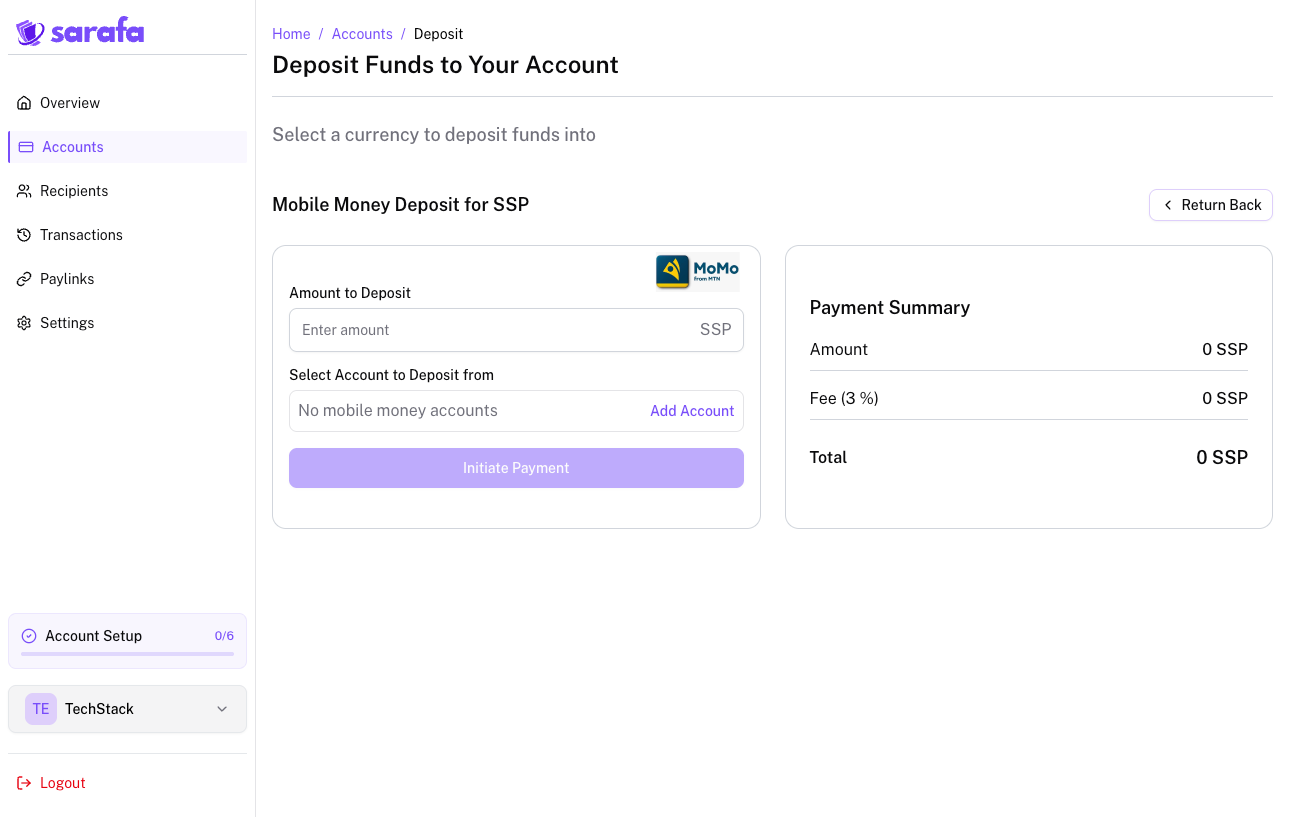 sarafa
Overview
Accounts
Recipients
Transactions
Paylinks
Settings
Account Setup 0/6
TE TechStack
Logout
Home / Accounts / Deposit
Deposit Funds to Your Account
Select a currency to deposit funds into
Mobile Money Deposit for SSP
Return Back
MoMo
from MTN
Amount to Deposit
Enter amount SSP
Select Account to Deposit from
No mobile money accounts Add Account
Initiate Payment
Payment Summary
Amount 0 SSP
Fee (3 %) 0 SSP
Total 0 SSP